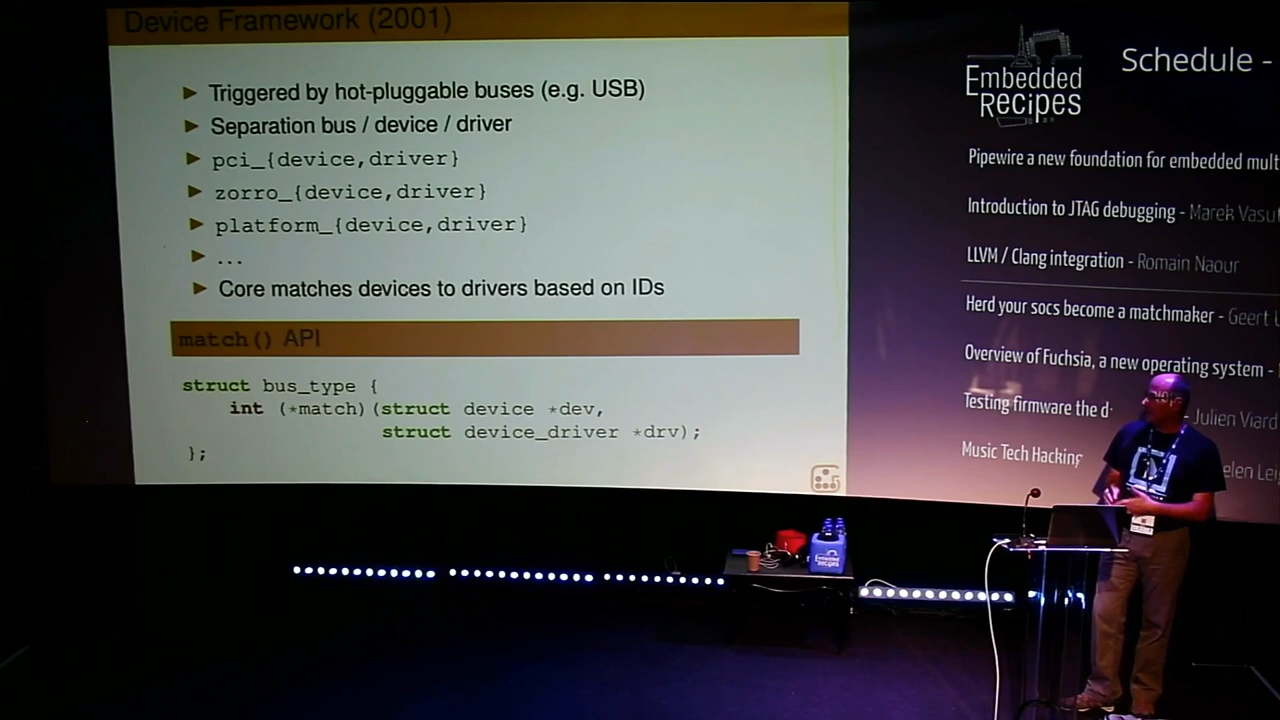 Device Framework (2001)
Triggered by hot-pluggable buses (e.g. USB)
Separation bus / device / driver
pci_{device,driver}
zorro_{device,driver}
platform_{device,driver}
...
Core matches devices to drivers based on IDs
match() API
struct bus_type {
int (*match)(struct device *dev,
struct device_driver *drv);
};
Embedded
Recipes
Schedule -
Pipewire a new foundation for embedded mult
Introduction to JTAG debugging - Marek Vasu
LLVM / Clang integration - Romain Naour
Herd your socs become a matchmaker - Geert U
Overview of Fuchsia, a new operating system -
Testing firmware the d - Julien Viard
Music Tech Hacking elen Lei
Embedded
Recipes